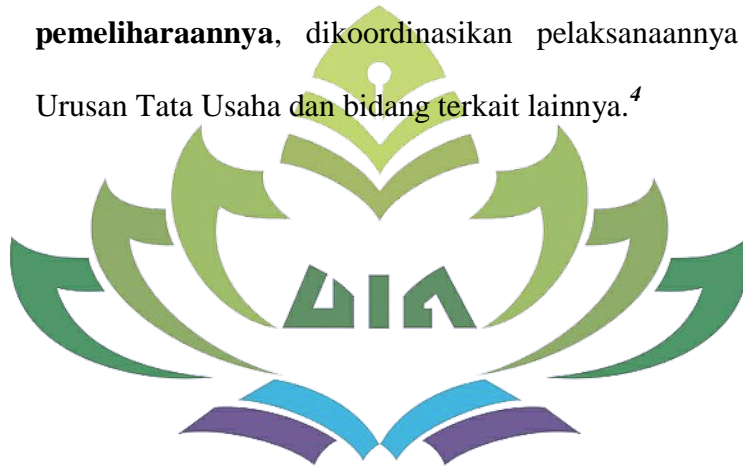 pemeliharaannya, dikoordinasikan pelaksanaannya
Urusan Tata Usaha dan bidang terkait lainnya.4
UIN